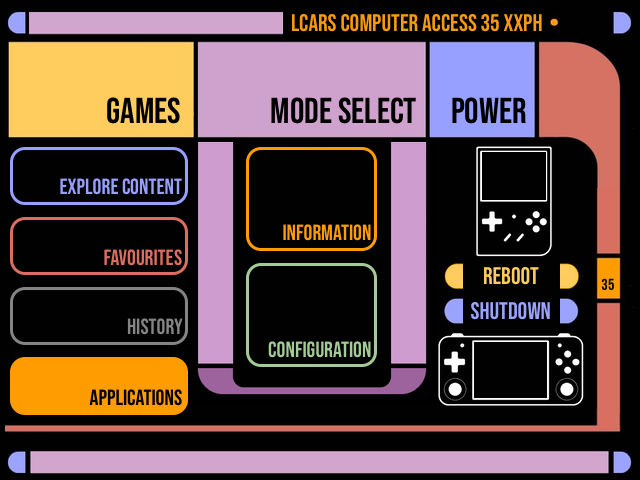 LCARS COMPUTER ACCESS 35 XXPH •
GAMES
MODE SELECT
POWER
EXPLORE CONTENT
FAVOURITES
HISTORY
APPLICATIONS
INFORMATION
CONFIGURATION
REBOOT
SHUTDOWN
35